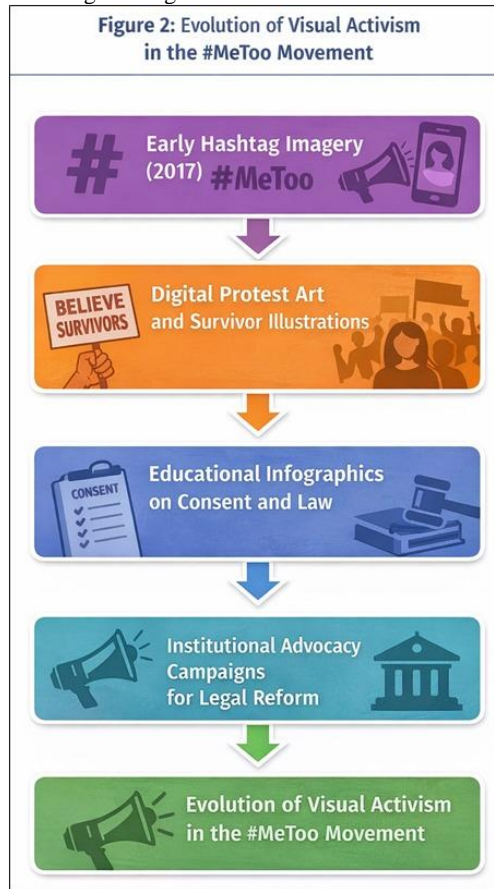 Figure 2: Evolution of Visual Activism
in the #MeToo Movement
Early Hashtag Imagery
(2017) #MeToo
#
BELIEVE
SURVIVORS
Digital Protest Art
and Survivor Illustrations
CONSENT
Educational Infographics
on Consent and Law
Institutional Advocacy
Campaigns
for Legal Reform
Evolution of Visual Activism
in the #MeToo Movement